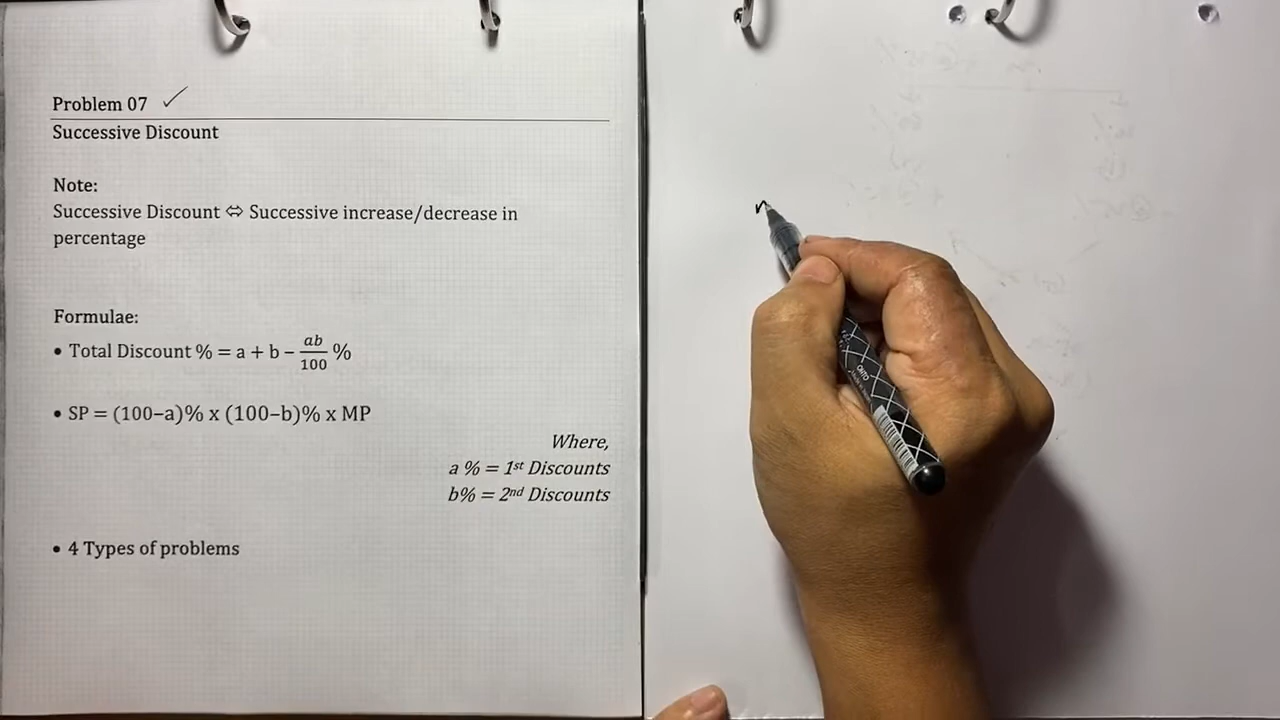 Problem 07 ✓
Successive Discount
Note:
Successive Discount ⇔ Successive increase/decrease in
percentage
Formulae:
• Total Discount % = a + b – ab/100 %
• SP = (100–a)% x (100–b)% x MP
Where,
a % = 1st Discounts
b% = 2nd Discounts
• 4 Types of problems
OHTO